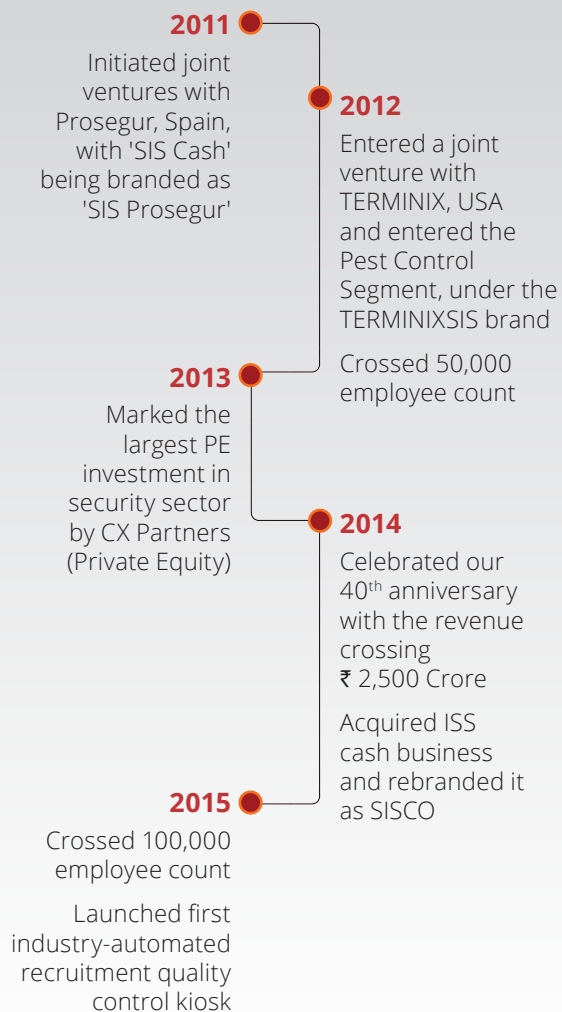 2011
Initiated joint
ventures with
Prosegur, Spain,
with 'SIS Cash'
being branded as
'SIS Prosegur'
2012
Entered a joint
venture with
TERMINIX, USA
and entered the
Pest Control
Segment, under the
TERMINIXSIS brand
Crossed 50,000
employee count
2013
Marked the
largest PE
investment in
security sector
by CX Partners
(Private Equity)
2014
Celebrated our
40th anniversary
with the revenue
crossing
₹ 2,500 Crore
Acquired ISS
cash business
and rebranded it
as SISCO
2015
Crossed 100,000
employee count
Launched first
industry-automated
recruitment quality
control kiosk